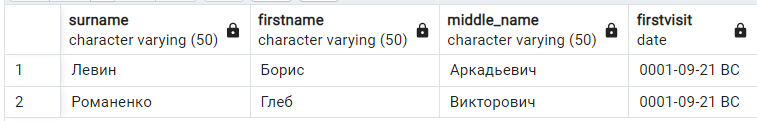 surname firstname middle_name firstvisit
character varying (50) character varying (50) character varying (50) date
1 Левин Борис Аркадьевич 0001-09-21 BC
2 Романенко Глеб Викторович 0001-09-21 BC